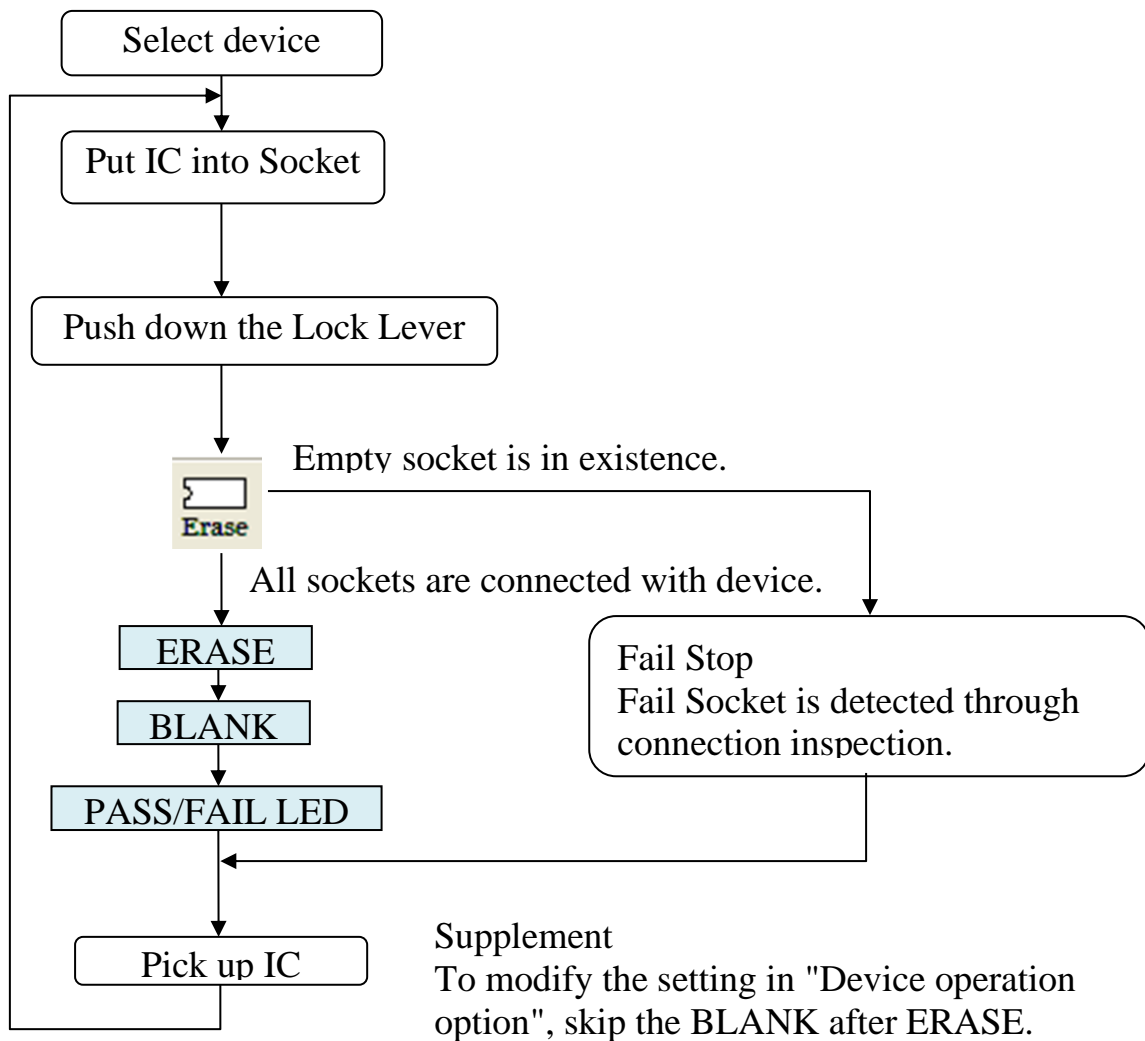 Select device
Put IC into Socket
Push down the Lock Lever
Empty socket is in existence.
Erase
All sockets are connected with device.
ERASE
BLANK
PASS/FAIL LED
Fail Stop
Fail Socket is detected through
connection inspection.
Pick up IC
Supplement
To modify the setting in "Device operation
option", skip the BLANK after ERASE.